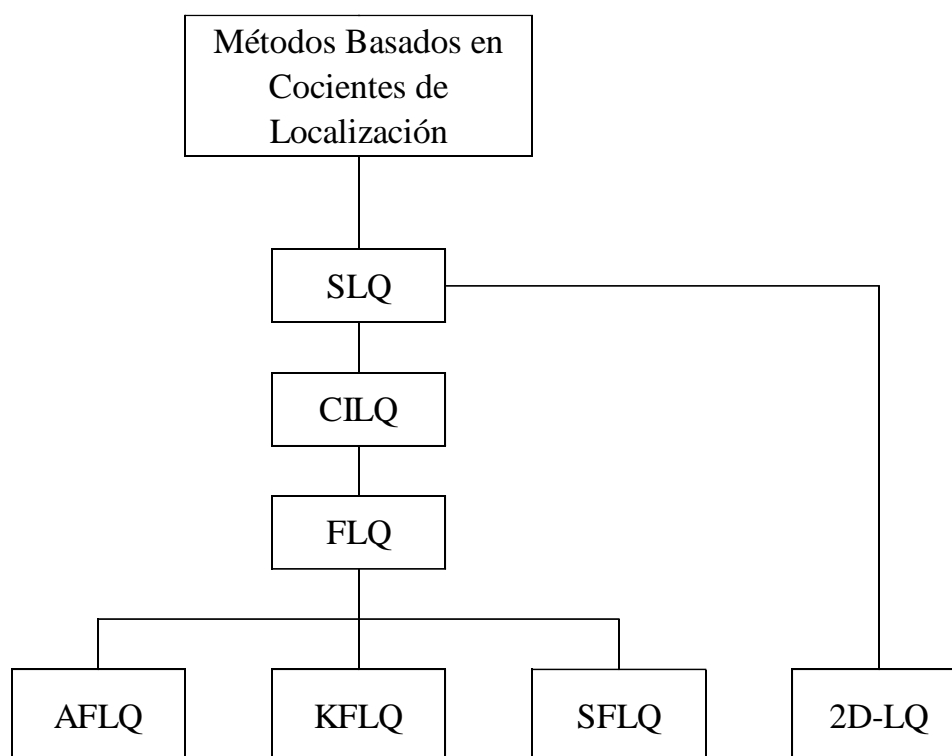 Métodos Basados en
Cocientes de
Localización
SLQ
CILQ
FLQ
AFLQ
KFLQ
SFLQ
2D-LQ